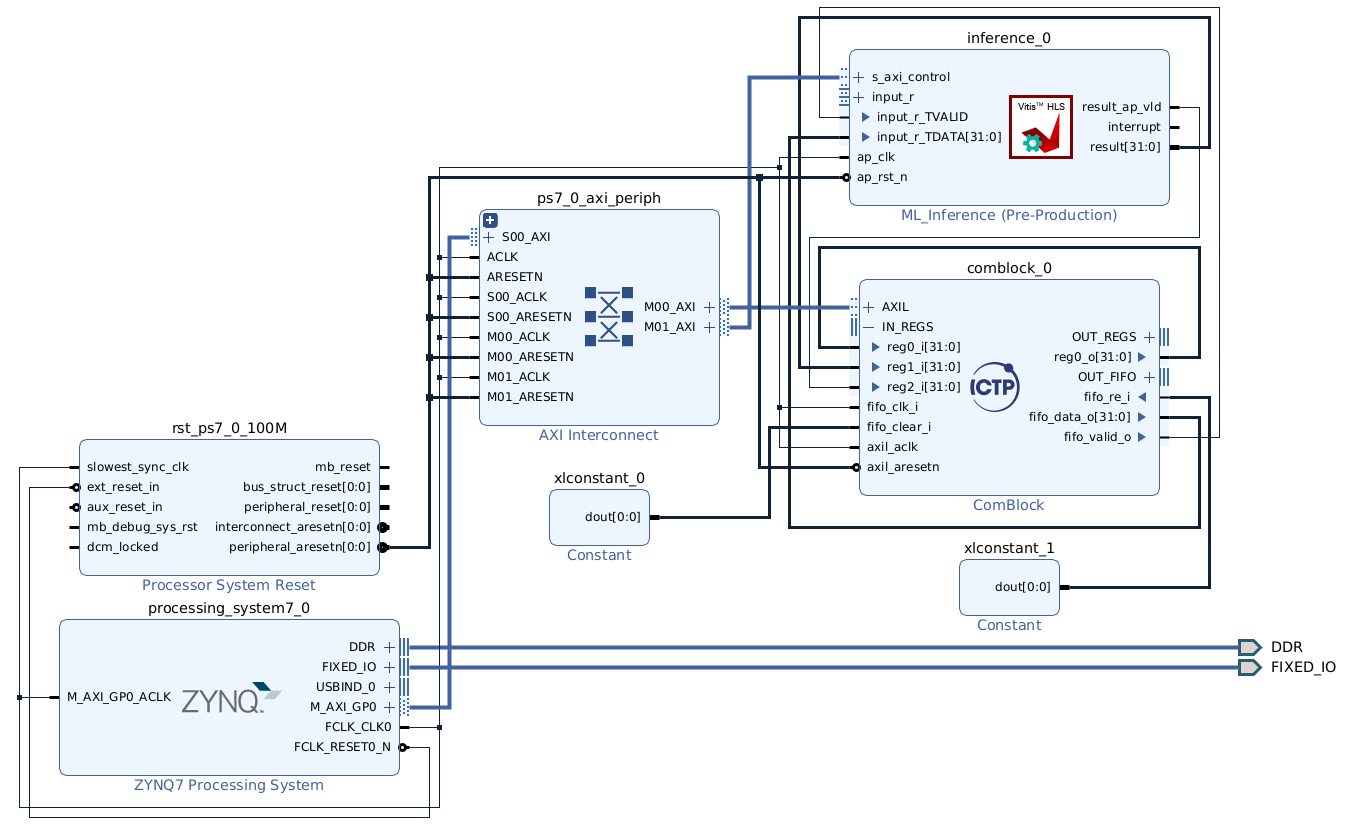 inference_0
s_axi_control
input_r
input_r_TVALID
input_r_TDATA[31:0]
ap_clk
ap_rst_n
Vitis™ HLS
result_ap_vld
interrupt
result[31:0]
ML_Inference (Pre-Production)
ps7_0_axi_periph
S00_AXI
ACLK
ARESETN
S00_ACLK
S00_ARESETN
M00_ACLK
M00_ARESETN
M01_ACLK
M01_ARESETN
M00_AXI
M01_AXI
AXI Interconnect
comblock_0
AXIL
IN_REGS
reg0_i[31:0]
reg1_i[31:0]
reg2_i[31:0]
fifo_clk_i
fifo_clear_i
axil_aclk
axil_aresetn
ICTP
OUT_REGS
reg0_o[31:0]
OUT_FIFO
fifo_re_i
fifo_data_o[31:0]
fifo_valid_o
ComBlock
rst_ps7_0_100M
slowest_sync_clk
ext_reset_in
aux_reset_in
mb_debug_sys_rst
dcm_locked
mb_reset
bus_struct_reset[0:0]
peripheral_reset[0:0]
interconnect_aresetn[0:0]
peripheral_aresetn[0:0]
Processor System Reset
xlconstant_0
dout[0:0]
Constant
xlconstant_1
dout[0:0]
Constant
processing_system7_0
M_AXI_GP0_ACLK
ZYNQ
DDR
FIXED_IO
USBIND_0
M_AXI_GP0
FCLK_CLK0
FCLK_RESET0_N
ZYNQ7 Processing System
DDR
FIXED_IO